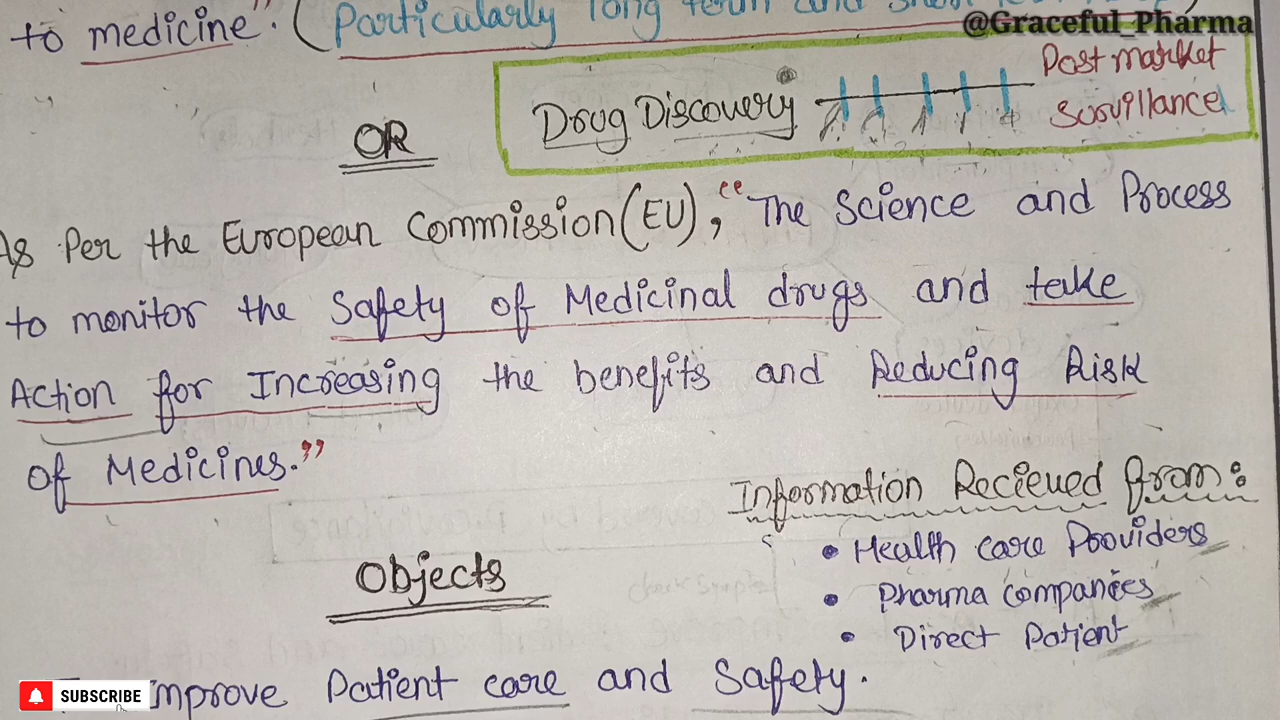 to medicine". (Particularly long term and
@Graceful_Pharma
Drug Discovery
Post market
Survillance
OR
As Per the European Commission(EU), "The Science and Process
to monitor the Safety of Medicinal drugs and take
Action for Increasing the benefits and Reducing Risk
of Medicines."
Information Recieved from:
• Health care Providers
• Pharma Companies
• Direct Patient
Objects
improve Patient care and Safety.
SUBSCRIBE